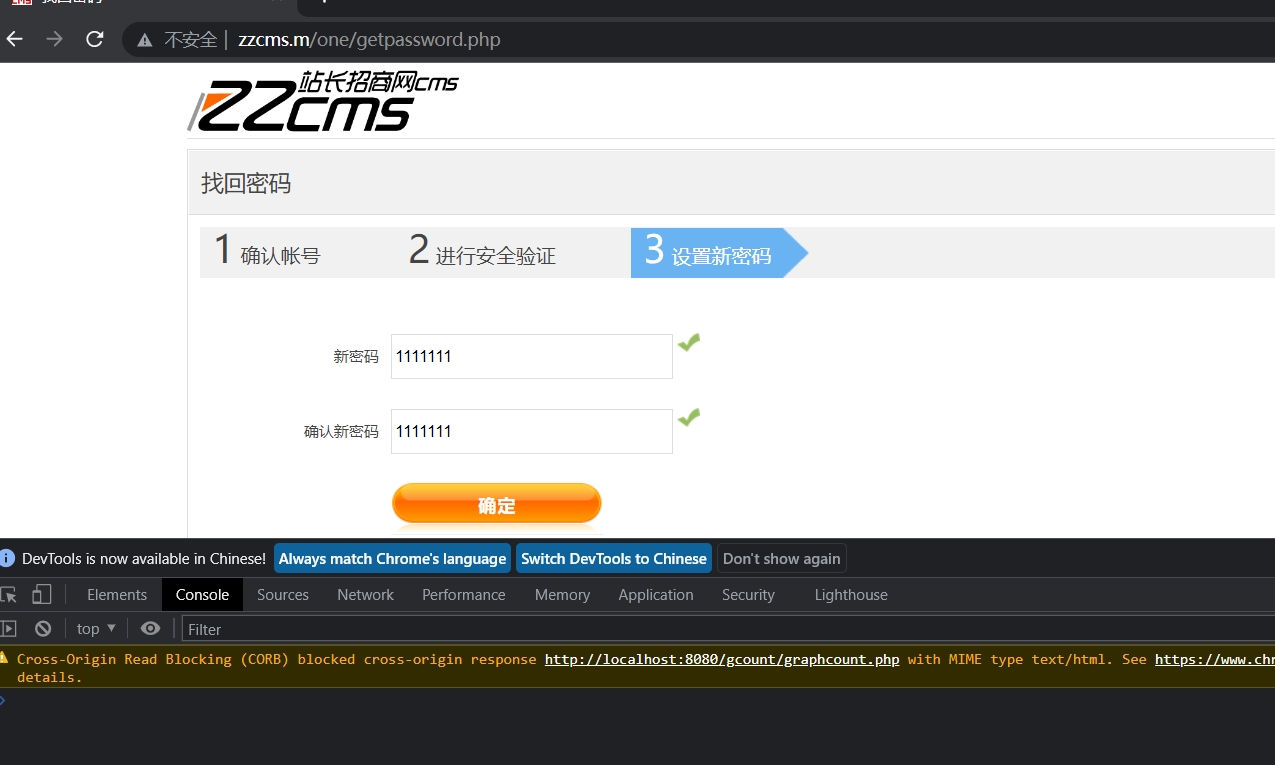 不安全 | zzcms.m/one/getpassword.php
站长招商网cms
ZZcms
找回密码
1 确认帐号 2 进行安全验证 3 设置新密码
新密码 1111111
确认新密码 1111111
确定
DevTools is now available in Chinese! Always match Chrome's language Switch DevTools to Chinese Don't show again
Elements Console Sources Network Performance Memory Application Security Lighthouse
top Filter
Cross-Origin Read Blocking (CORB) blocked cross-origin response http://localhost:8080/gcount/graphcount.php with MIME type text/html. See https://www.chr
details.